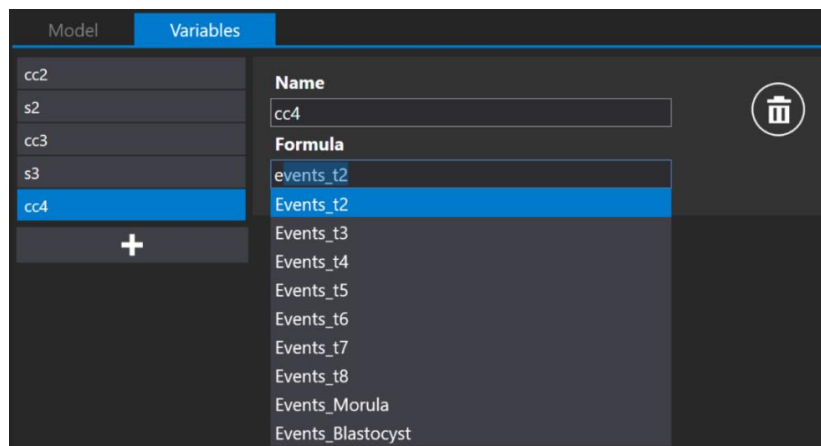 Model Variables
cc2
s2
cc3
s3
cc4
Name
cc4
Formula
events_t2
Events_t2
Events_t3
Events_t4
Events_t5
Events_t6
Events_t7
Events_t8
Events_Morula
Events_Blastocyst